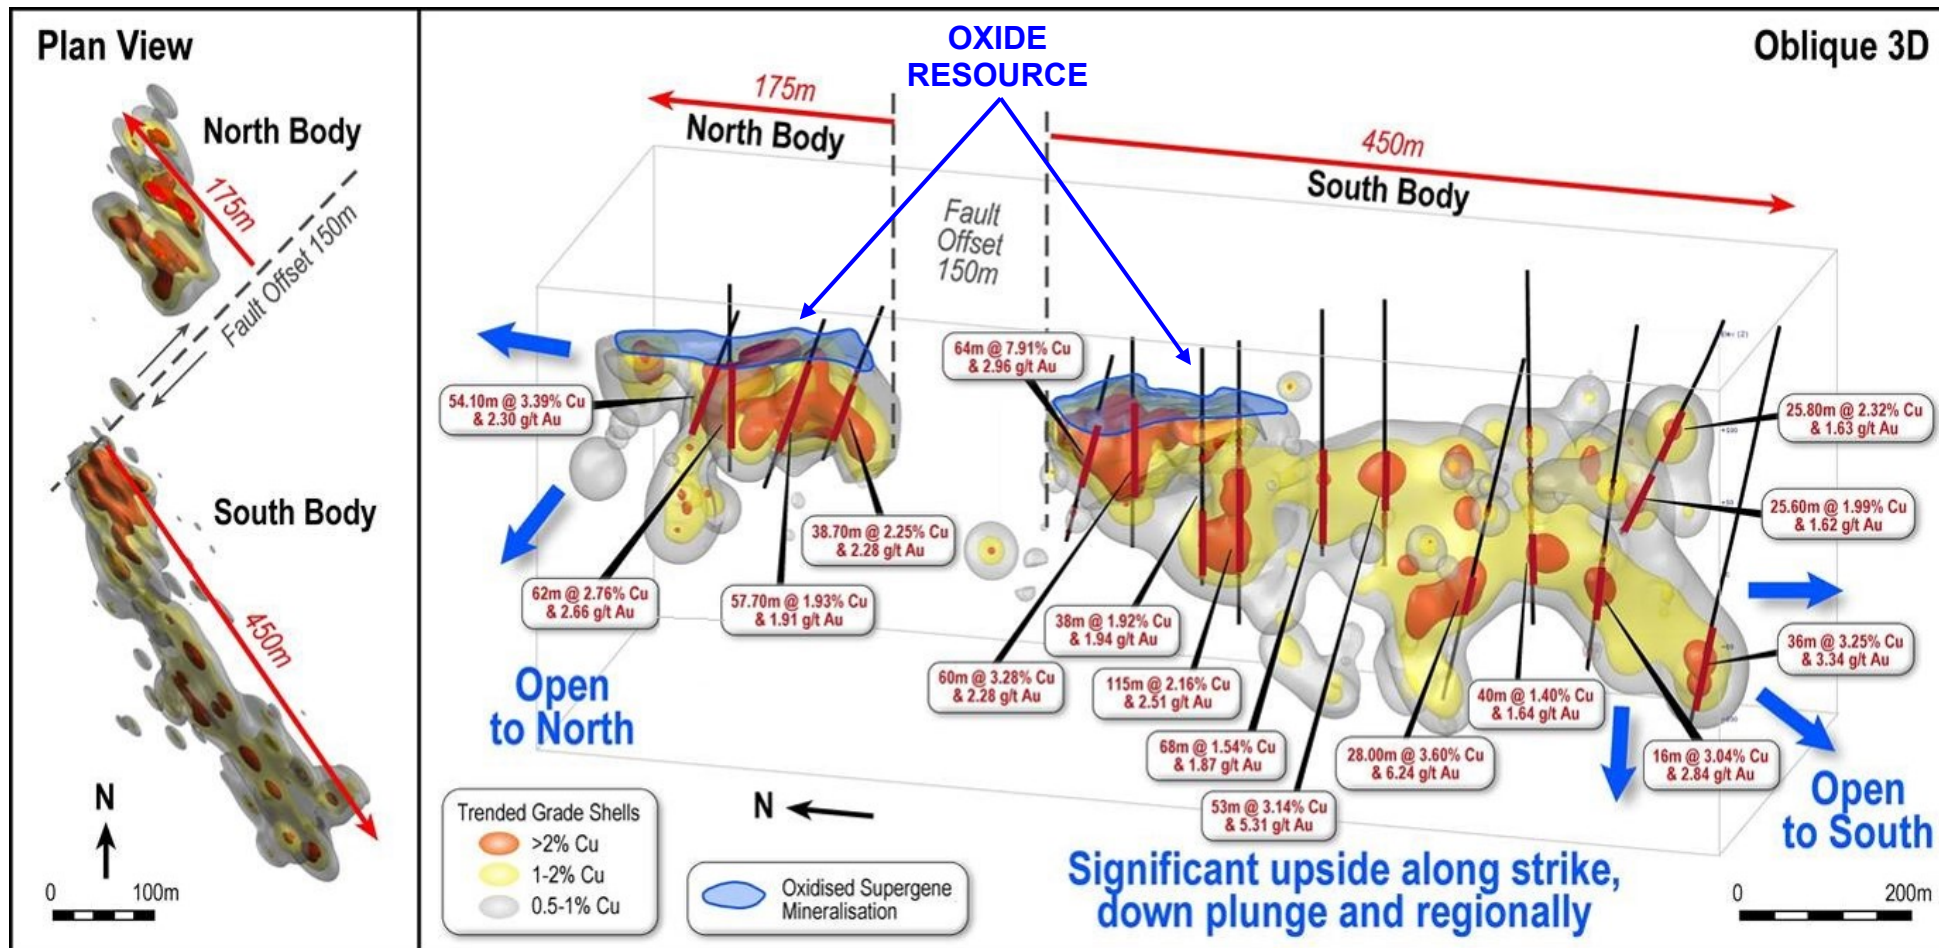 Plan View
North Body
175m
Fault Offset 150m
South Body
450m
N
0 100m
OXIDE
RESOURCE
Oblique 3D
175m
North Body
450m
South Body
Fault
Offset
150m
64m @ 7.91% Cu
& 2.96 g/t Au
54.10m @ 3.39% Cu
& 2.30 g/t Au
25.80m @ 2.32% Cu
& 1.63 g/t Au
25.60m @ 1.99% Cu
& 1.62 g/t Au
38.70m @ 2.25% Cu
& 2.28 g/t Au
62m @ 2.76% Cu
& 2.66 g/t Au
57.70m @ 1.93% Cu
& 1.91 g/t Au
38m @ 1.92% Cu
& 1.94 g/t Au
36m @ 3.25% Cu
& 3.34 g/t Au
60m @ 3.28% Cu
& 2.28 g/t Au
115m @ 2.16% Cu
& 2.51 g/t Au
40m @ 1.40% Cu
& 1.64 g/t Au
68m @ 1.54% Cu
& 1.87 g/t Au
28.00m @ 3.60% Cu
& 6.24 g/t Au
16m @ 3.04% Cu
& 2.84 g/t Au
53m @ 3.14% Cu
& 5.31 g/t Au
Open
to North
Open
to South
Trended Grade Shells
>2% Cu
1-2% Cu
0.5-1% Cu
N
Oxidised Supergene
Mineralisation
Significant upside along strike,
down plunge and regionally
0 200m